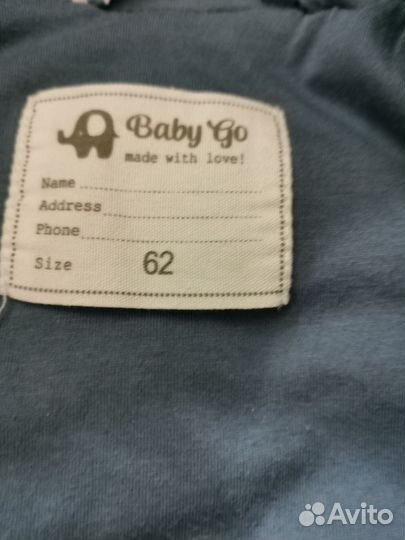 Baby Go
made with love!
Name
Address
Phone
Size 62
Avito